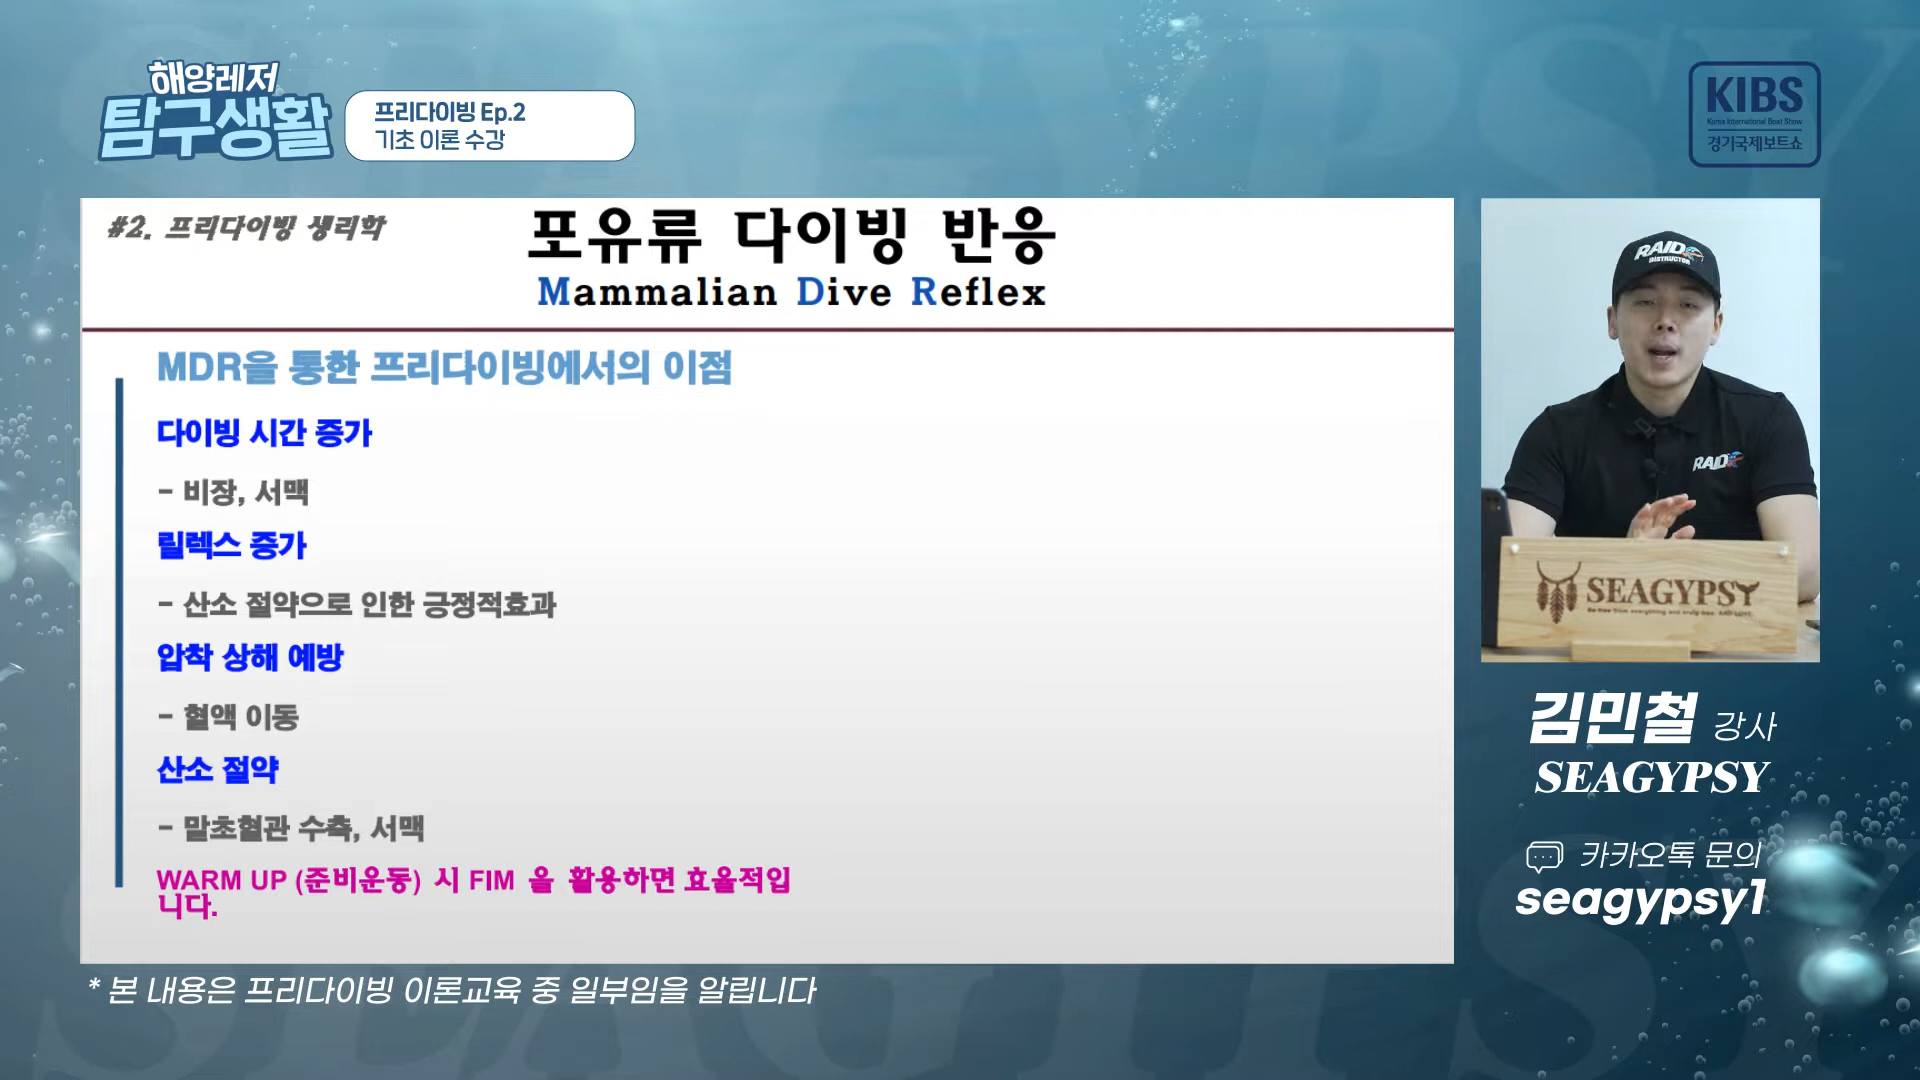 해양레저
탐구생활
프리다이빙 Ep.2
기초 이론 수강
KIBS
Korea International Boat Show
경기국제보트쇼
#2. 프리다이빙 생리학
포유류 다이빙 반응
Mammalian Dive Reflex
MDR을 통한 프리다이빙에서의 이점
다이빙 시간 증가
- 비장, 서맥
릴렉스 증가
- 산소 절약으로 인한 긍정적효과
압착 상해 예방
- 혈액 이동
산소 절약
- 말초혈관 수축, 서맥
WARM UP (준비운동) 시 FIM 을 활용하면 효율적입
니다.
RAID
INSTRUCTOR
RAID
SEAGYPSY
김민철 강사
SEAGYPSY
카카오톡 문의
seagypsy1
* 본 내용은 프리다이빙 이론교육 중 일부임을 알립니다